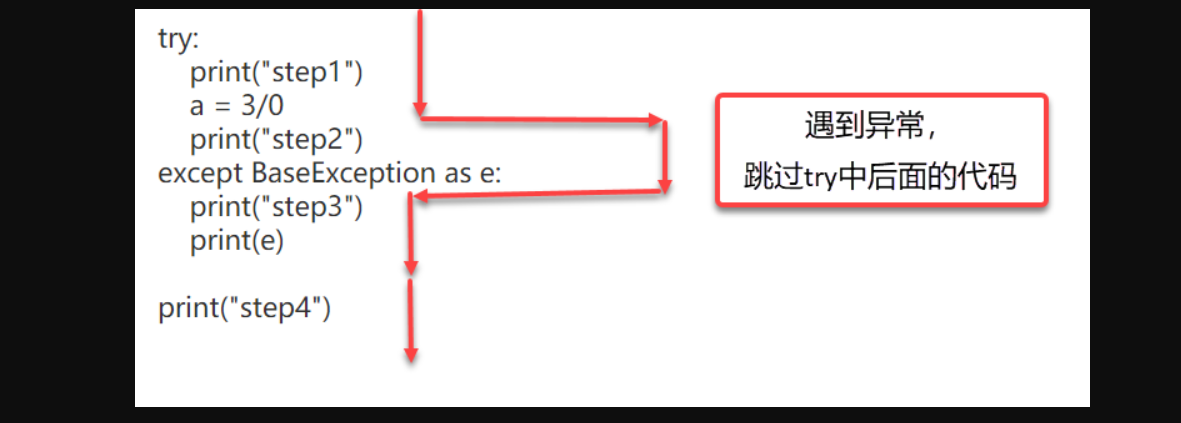 try:
    print("step1")
    a = 3/0
    print("step2")
except BaseException as e:
    print("step3")
    print(e)
print("step4")
遇到异常，
跳过try中后面的代码